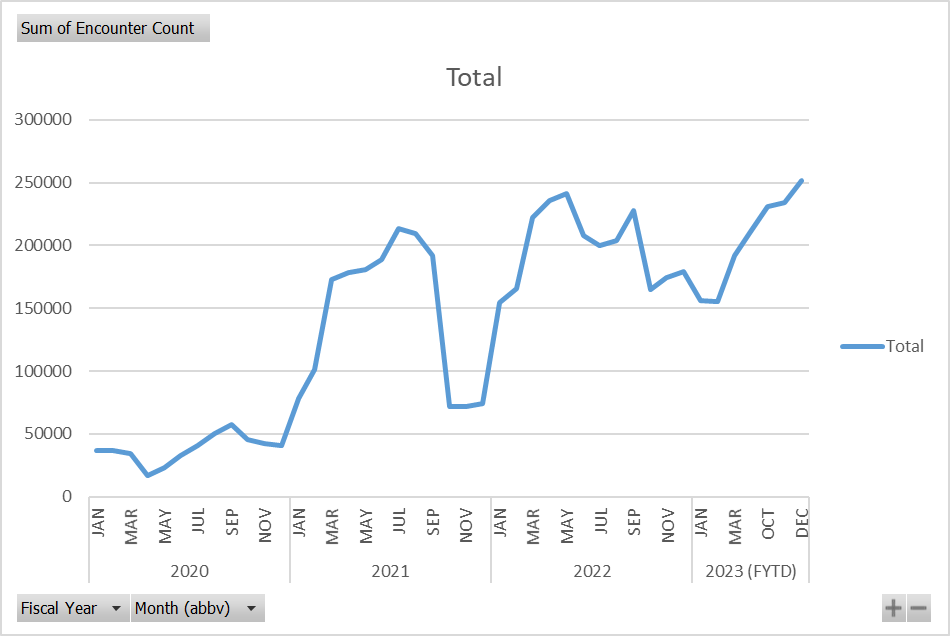 Sum of Encounter Count
Total
300000
250000
200000
150000
100000
50000
0
Total
JAN MAR MAY JUL SEP NOV JAN MAR MAY JUL SEP NOV JAN MAR MAY JUL SEP NOV JAN MAR OCT DEC
2020 2021 2022 2023 (FYTD)
Fiscal Year Month (abbv)